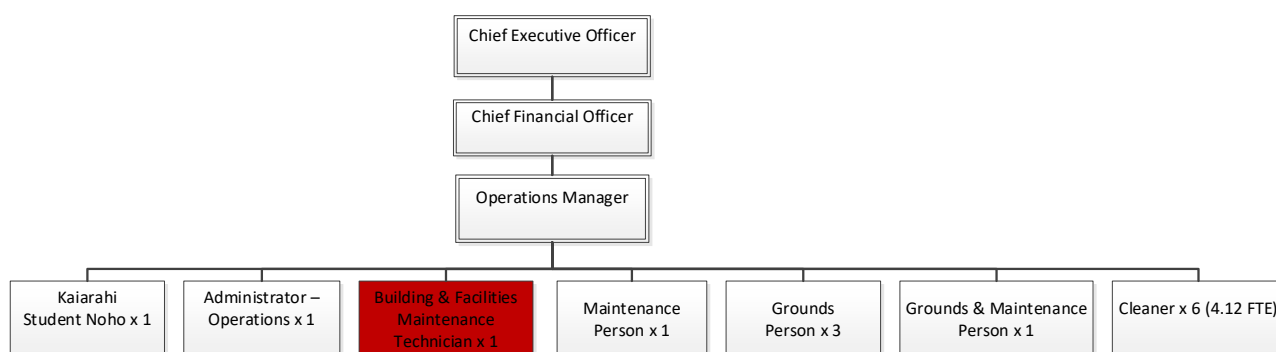 Chief Executive Officer
Chief Financial Officer
Operations Manager
Kaiarahi
Student Noho x 1
Administrator –
Operations x 1
Building & Facilities
Maintenance
Technician x 1
Maintenance
Person x 1
Grounds
Person x 3
Grounds & Maintenance
Person x 1
Cleaner x 6 (4.12 FTE)